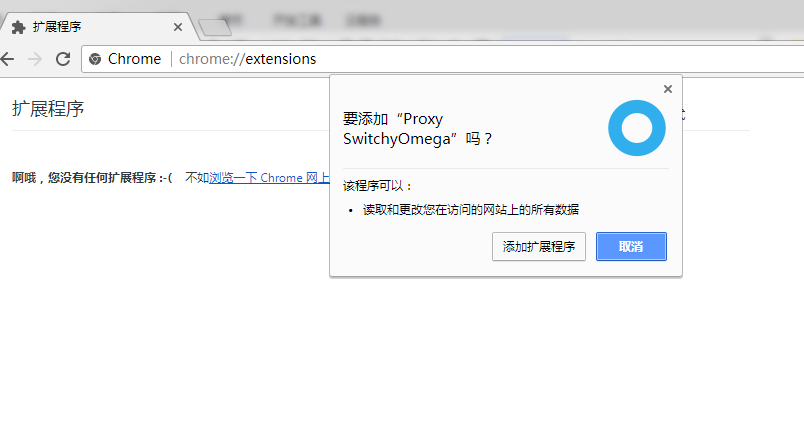 扩展程序
Chrome | chrome://extensions
扩展程序
要添加“Proxy
SwitchyOmega”吗？
啊哦，您没有任何扩展程序 :-( 不如浏览一下 Chrome 网上
该程序可以：
• 读取和更改您在访问的网站上的所有数据
添加扩展程序 取消